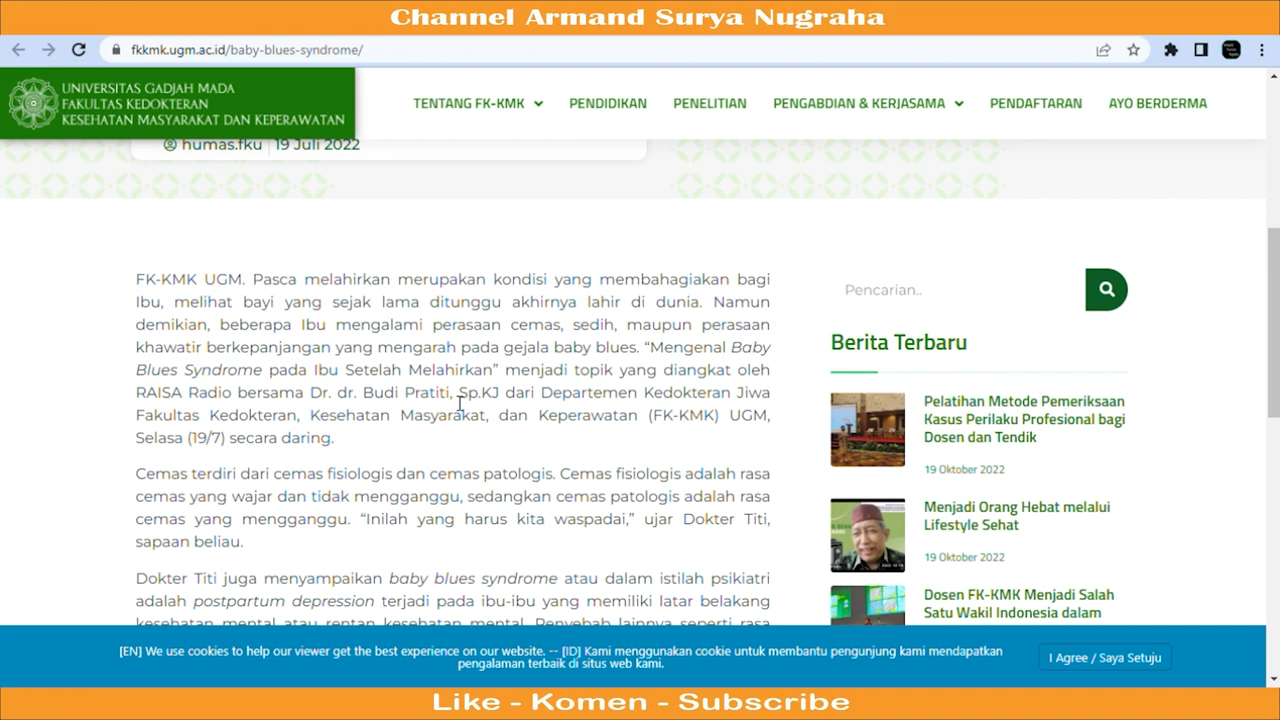 Channel Armand Surya Nugraha
fkkmk.ugm.ac.id/baby-blues-syndrome/
UNIVERSITAS GADJAH MADA
FAKULTAS KEDOKTERAN
KESEHATAN MASYARAKAT DAN KEPERAWATAN
TENTANG FK-KMK
PENDIDIKAN
PENELITIAN
PENGABDIAN & KERJASAMA
PENDAFTARAN
AYO BERDERMA
humas.fku
19 Juli 2022
FK-KMK UGM. Pasca melahirkan merupakan kondisi yang membahagiakan bagi
Ibu, melihat bayi yang sejak lama ditunggu akhirnya lahir di dunia. Namun
demikian, beberapa Ibu mengalami perasaan cemas, sedih, maupun perasaan
khawatir berkepanjangan yang mengarah pada gejala baby blues. “Mengenal Baby
Blues Syndrome pada Ibu Setelah Melahirkan” menjadi topik yang diangkat oleh
RAISA Radio bersama Dr. dr. Budi Pratiti, Sp.KJ dari Departemen Kedokteran Jiwa
Fakultas Kedokteran, Kesehatan Masyarakat, dan Keperawatan (FK-KMK) UGM,
Selasa (19/7) secara daring.
Cemas terdiri dari cemas fisiologis dan cemas patologis. Cemas fisiologis adalah rasa
cemas yang wajar dan tidak mengganggu, sedangkan cemas patologis adalah rasa
cemas yang mengganggu. “Inilah yang harus kita waspadai,” ujar Dokter Titi,
sapaan beliau.
Dokter Titi juga menyampaikan baby blues syndrome atau dalam istilah psikiatri
adalah postpartum depression terjadi pada ibu-ibu yang memiliki latar belakang
kesehatan mental atau rentan kesehatan mental. Penyebab lainnya seperti rasa
Pencarian..
Berita Terbaru
Pelatihan Metode Pemeriksaan
Kasus Perilaku Profesional bagi
Dosen dan Tendik
19 Oktober 2022
Menjadi Orang Hebat melalui
Lifestyle Sehat
19 Oktober 2022
Dosen FK-KMK Menjadi Salah
Satu Wakil Indonesia dalam
[EN] We use cookies to help our viewer get the best experience on our website. -- [ID] Kami menggunakan cookie untuk membantu pengunjung kami mendapatkan
pengalaman terbaik di situs web kami.
I Agree / Saya Setuju
Like - Komen - Subscribe